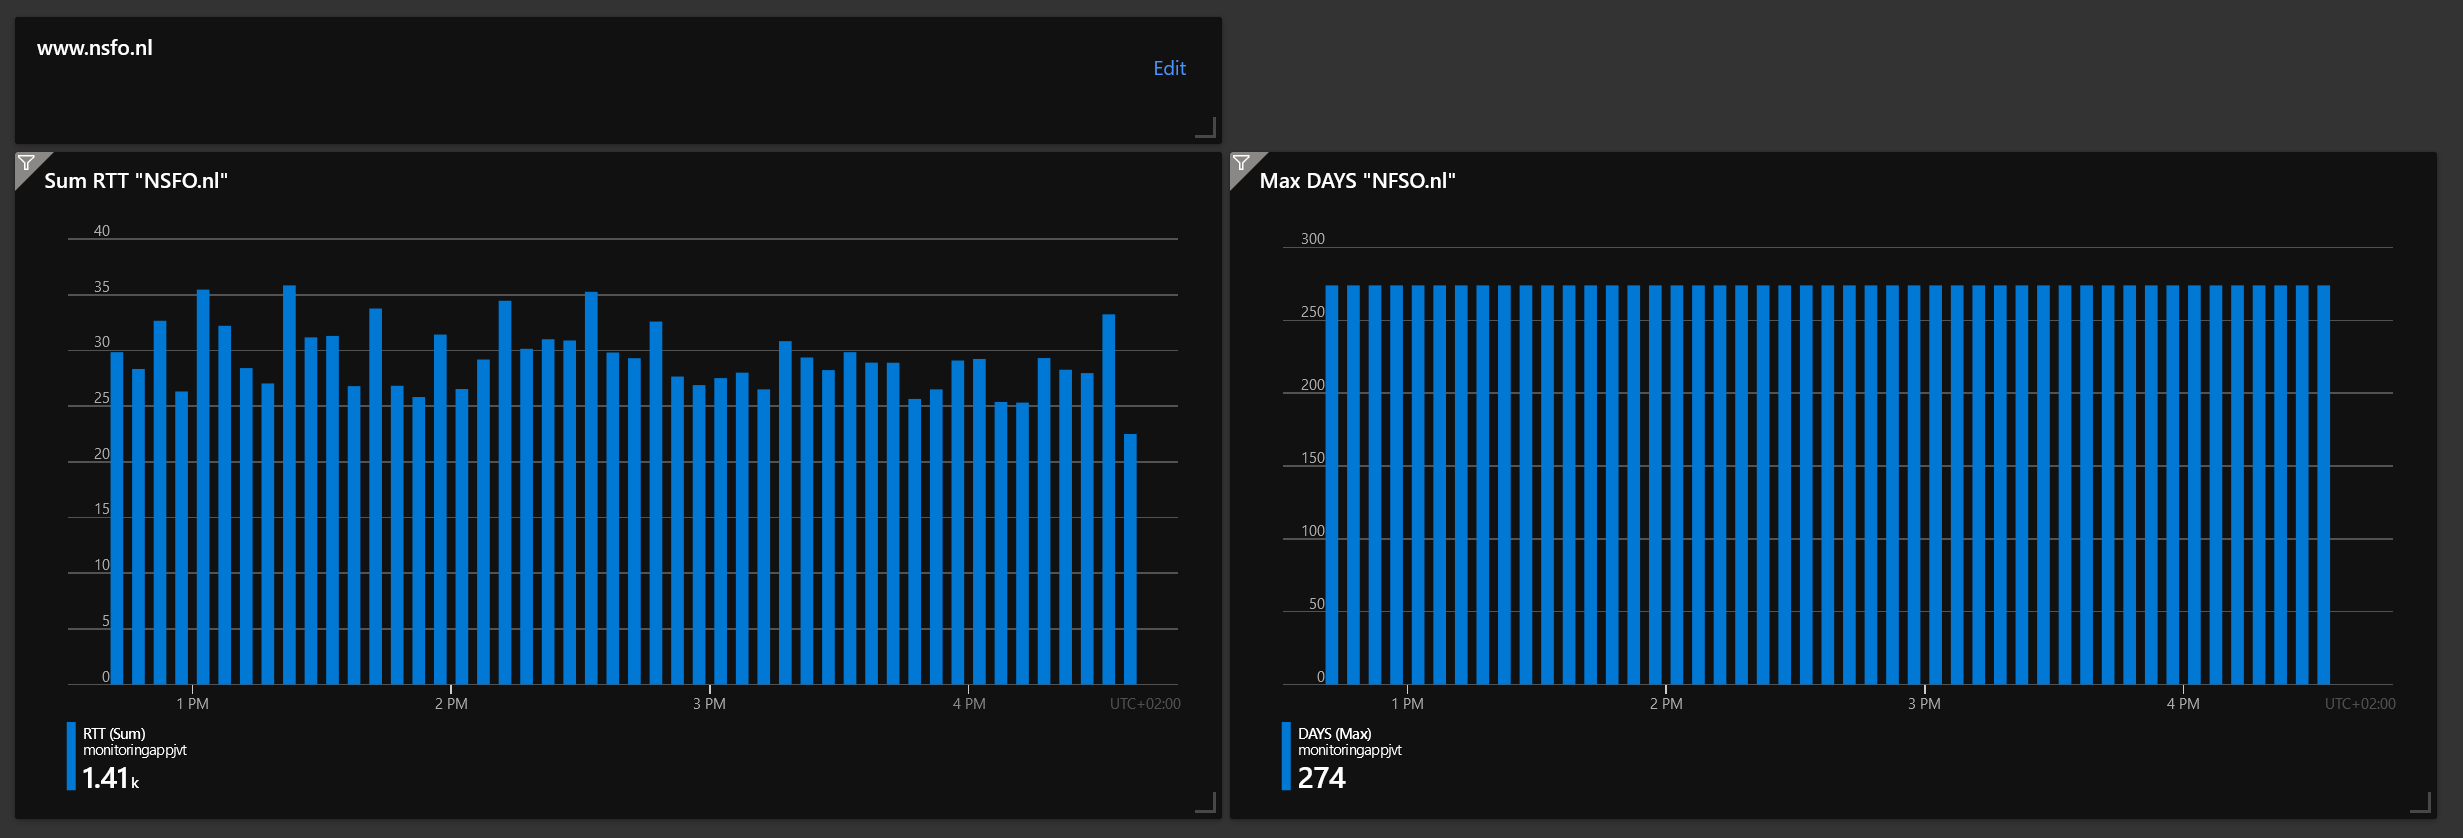 www.nsfo.nl
Edit
Sum RTT "NSFO.nl"
40
35
30
25
20
15
10
5
0
1 PM
2 PM
3 PM
4 PM
UTC+02:00
RTT (Sum)
monitoringappjvt
1.41 k
Max DAYS "NFSO.nl"
300
250
200
150
100
50
0
1 PM
2 PM
3 PM
4 PM
UTC+02:00
DAYS (Max)
monitoringappjvt
274